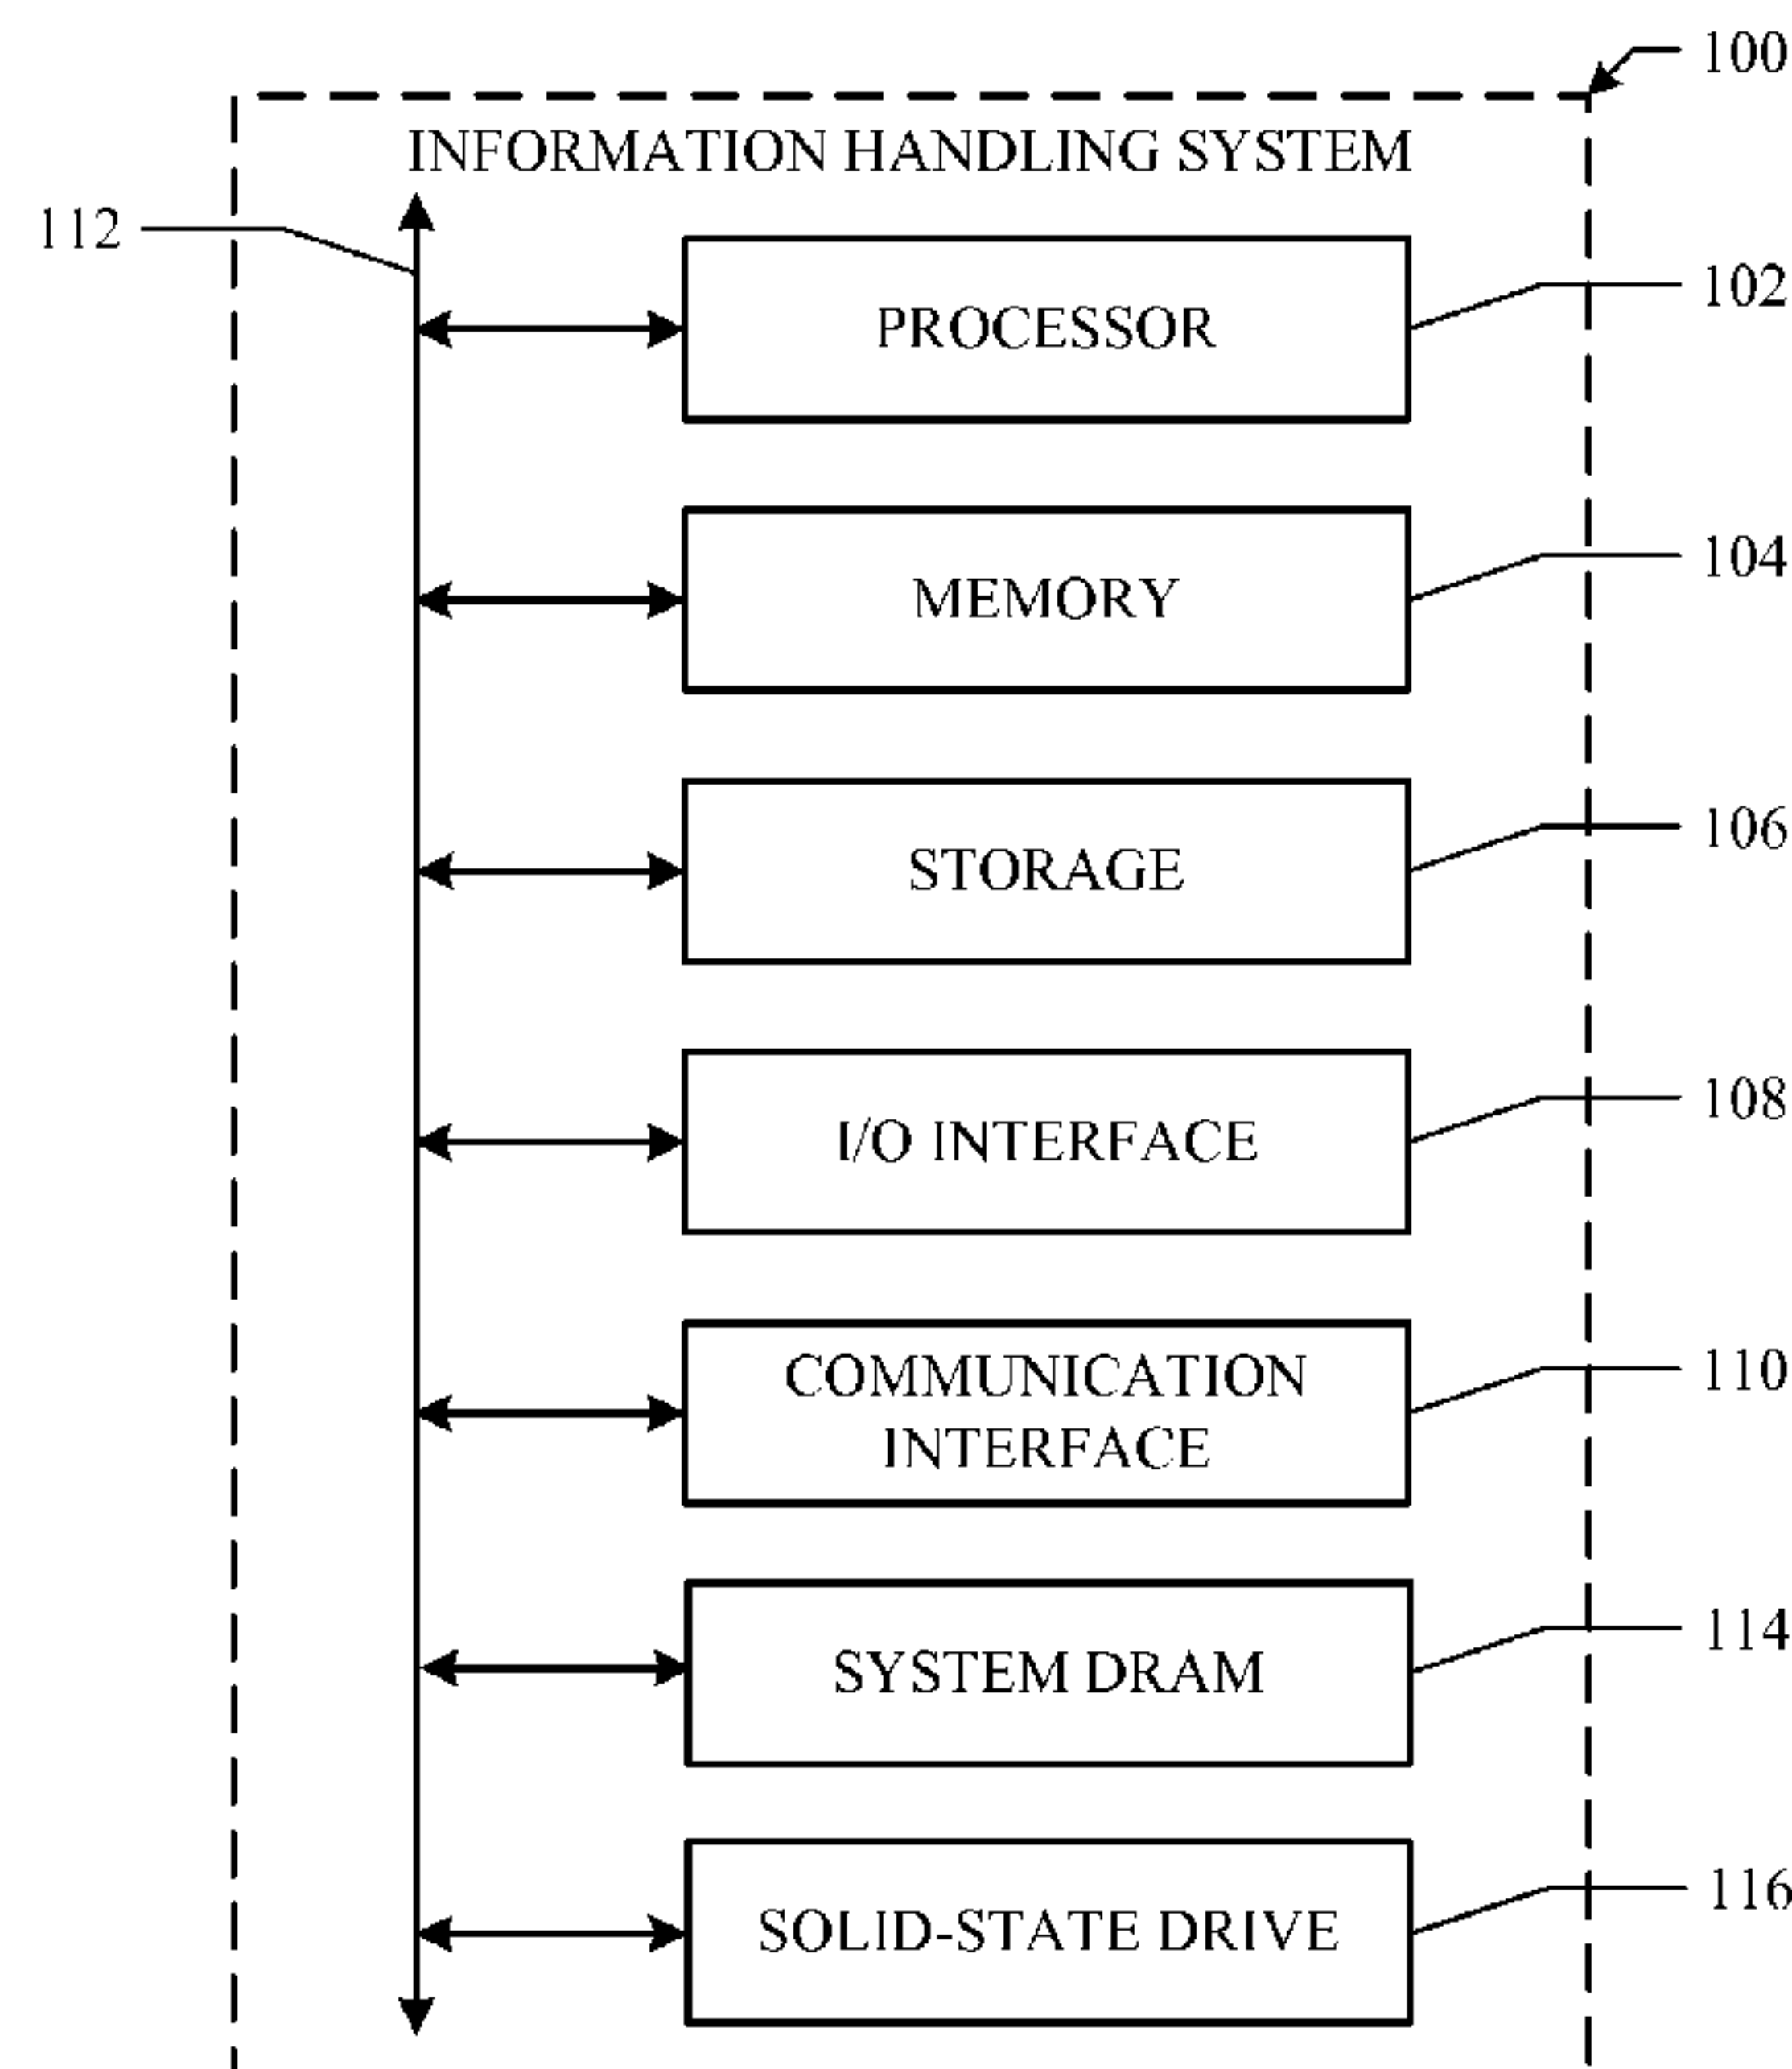 100
INFORMATION HANDLING SYSTEM
112
PROCESSOR
102
MEMORY
104
STORAGE
106
I/O INTERFACE
108
COMMUNICATION
INTERFACE
110
SYSTEM DRAM
114
SOLID-STATE DRIVE
116